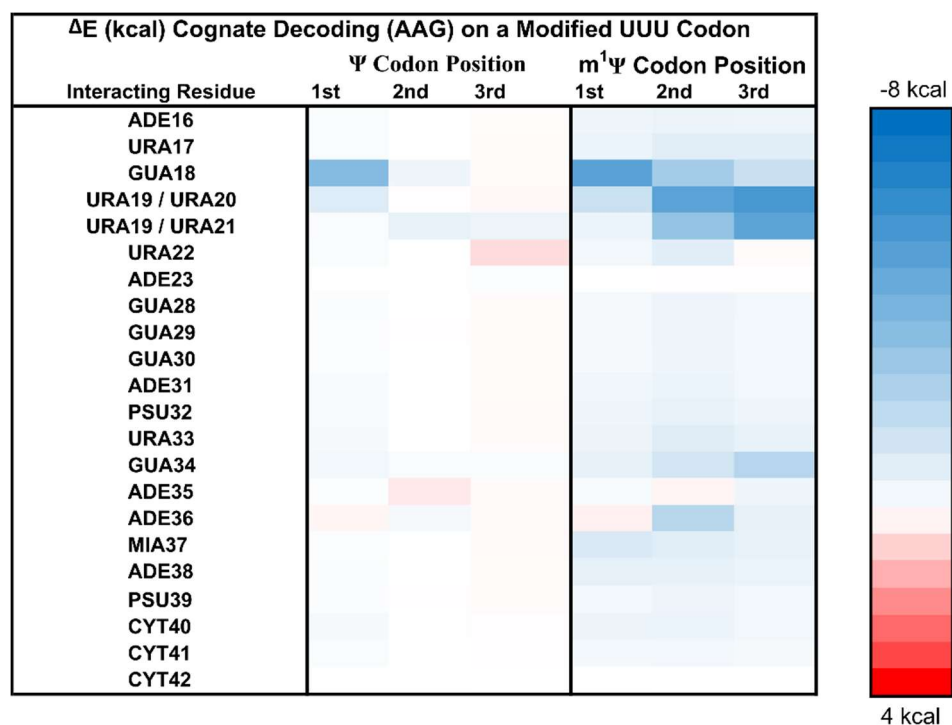 ΔE (kcal) Cognate Decoding (AAG) on a Modified UUU Codon
Ψ Codon Position m¹Ψ Codon Position
Interacting Residue 1st 2nd 3rd 1st 2nd 3rd
-8 kcal
ADE16
URA17
GUA18
URA19 / URA20
URA19 / URA21
URA22
ADE23
GUA28
GUA29
GUA30
ADE31
PSU32
URA33
GUA34
ADE35
ADE36
MIA37
ADE38
PSU39
CYT40
CYT41
CYT42
4 kcal